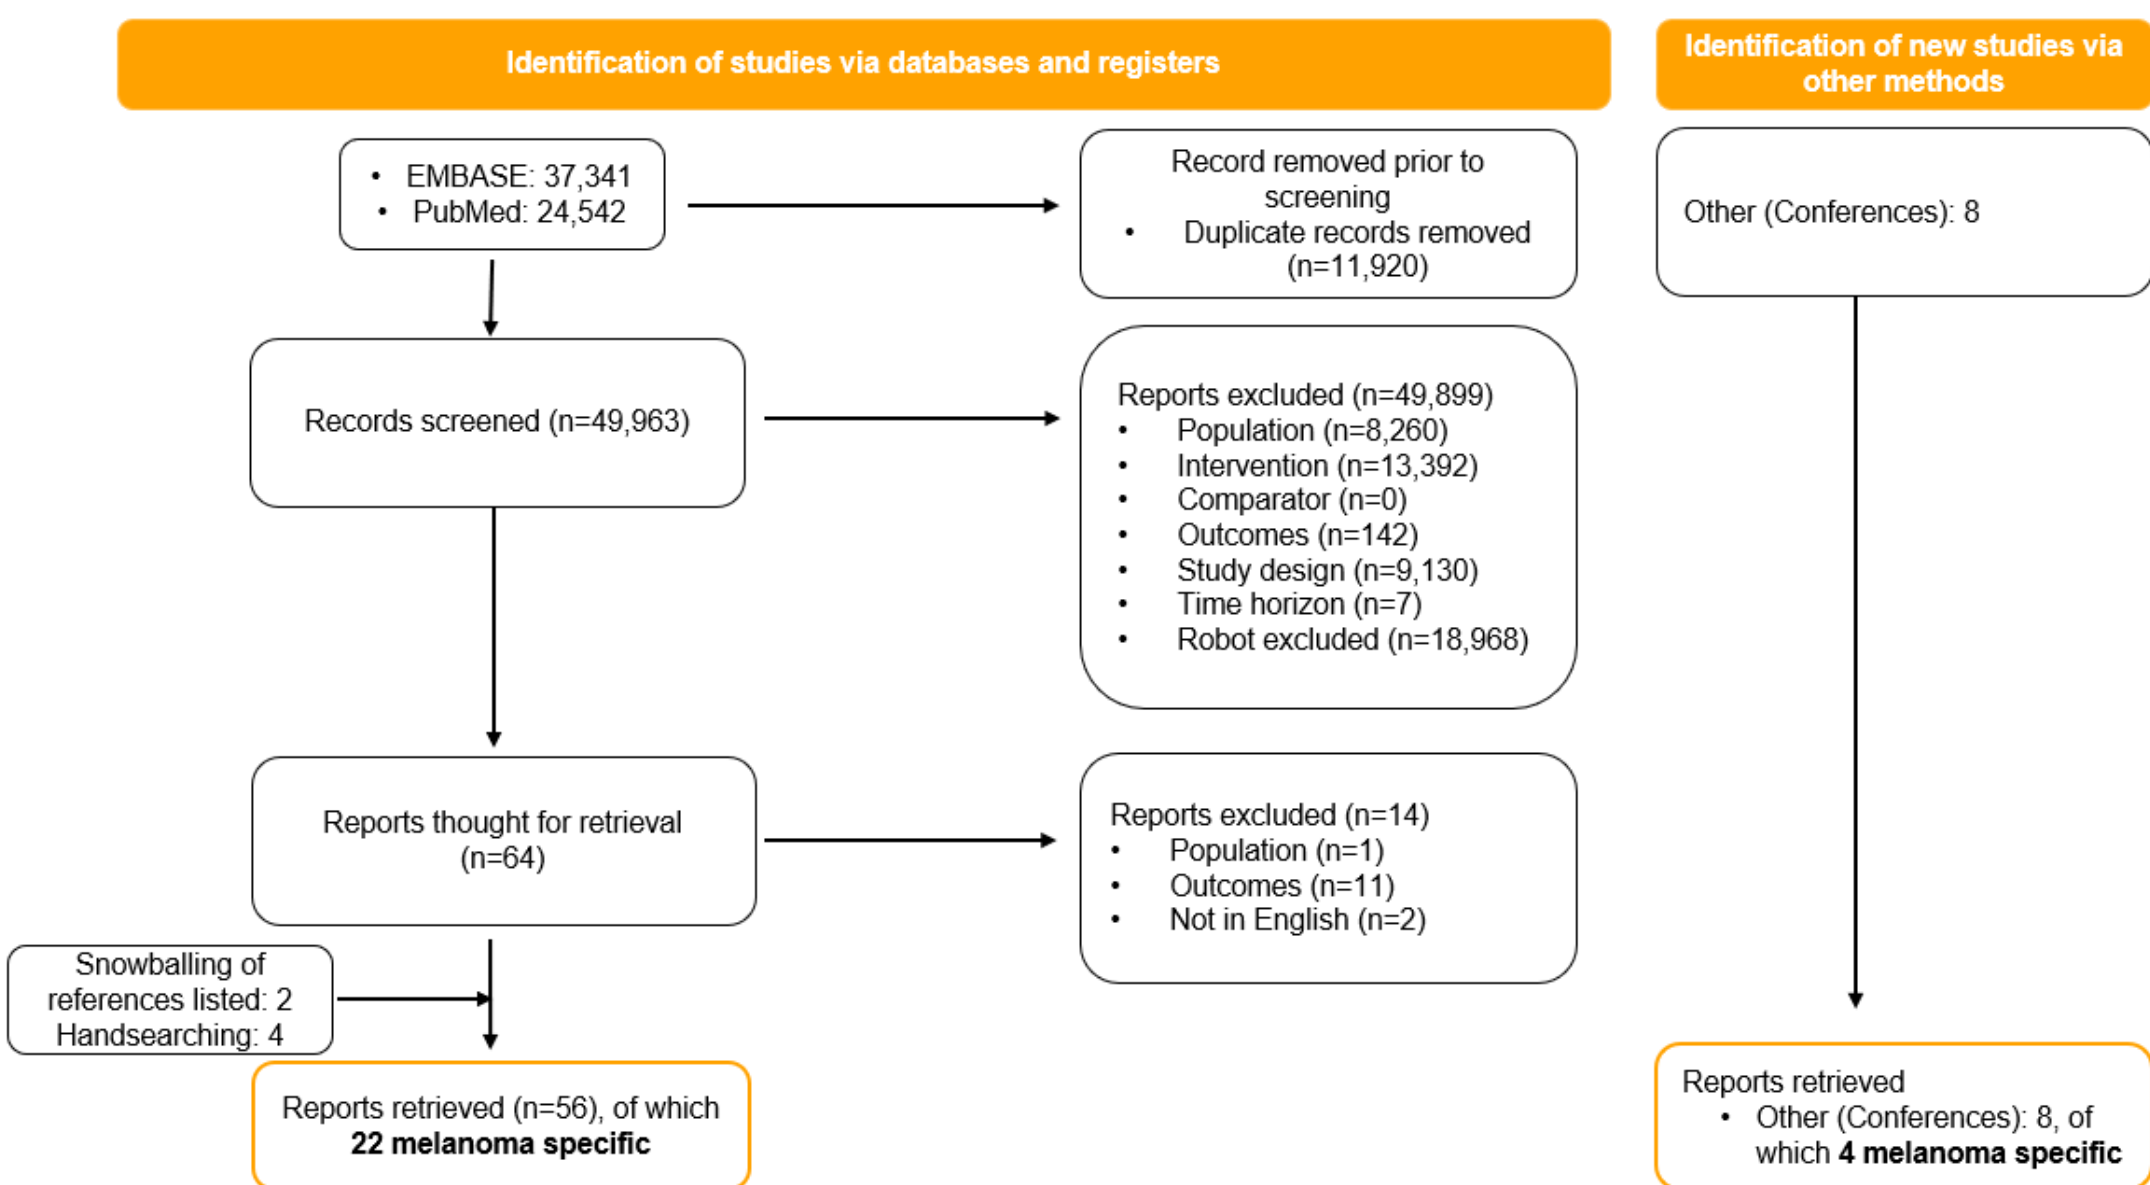 Identification of studies via databases and registers
Identification of new studies via
other methods
• EMBASE: 37,341
• PubMed: 24,542
Record removed prior to
screening
• Duplicate records removed
(n=11,920)
Other (Conferences): 8
Records screened (n=49,963)
Reports excluded (n=49,899)
• Population (n=8,260)
• Intervention (n=13,392)
• Comparator (n=0)
• Outcomes (n=142)
• Study design (n=9,130)
• Time horizon (n=7)
• Robot excluded (n=18,968)
Reports thought for retrieval
(n=64)
Reports excluded (n=14)
• Population (n=1)
• Outcomes (n=11)
• Not in English (n=2)
Snowballing of
references listed: 2
Handsearching: 4
Reports retrieved (n=56), of which
22 melanoma specific
Reports retrieved
• Other (Conferences): 8, of
which 4 melanoma specific